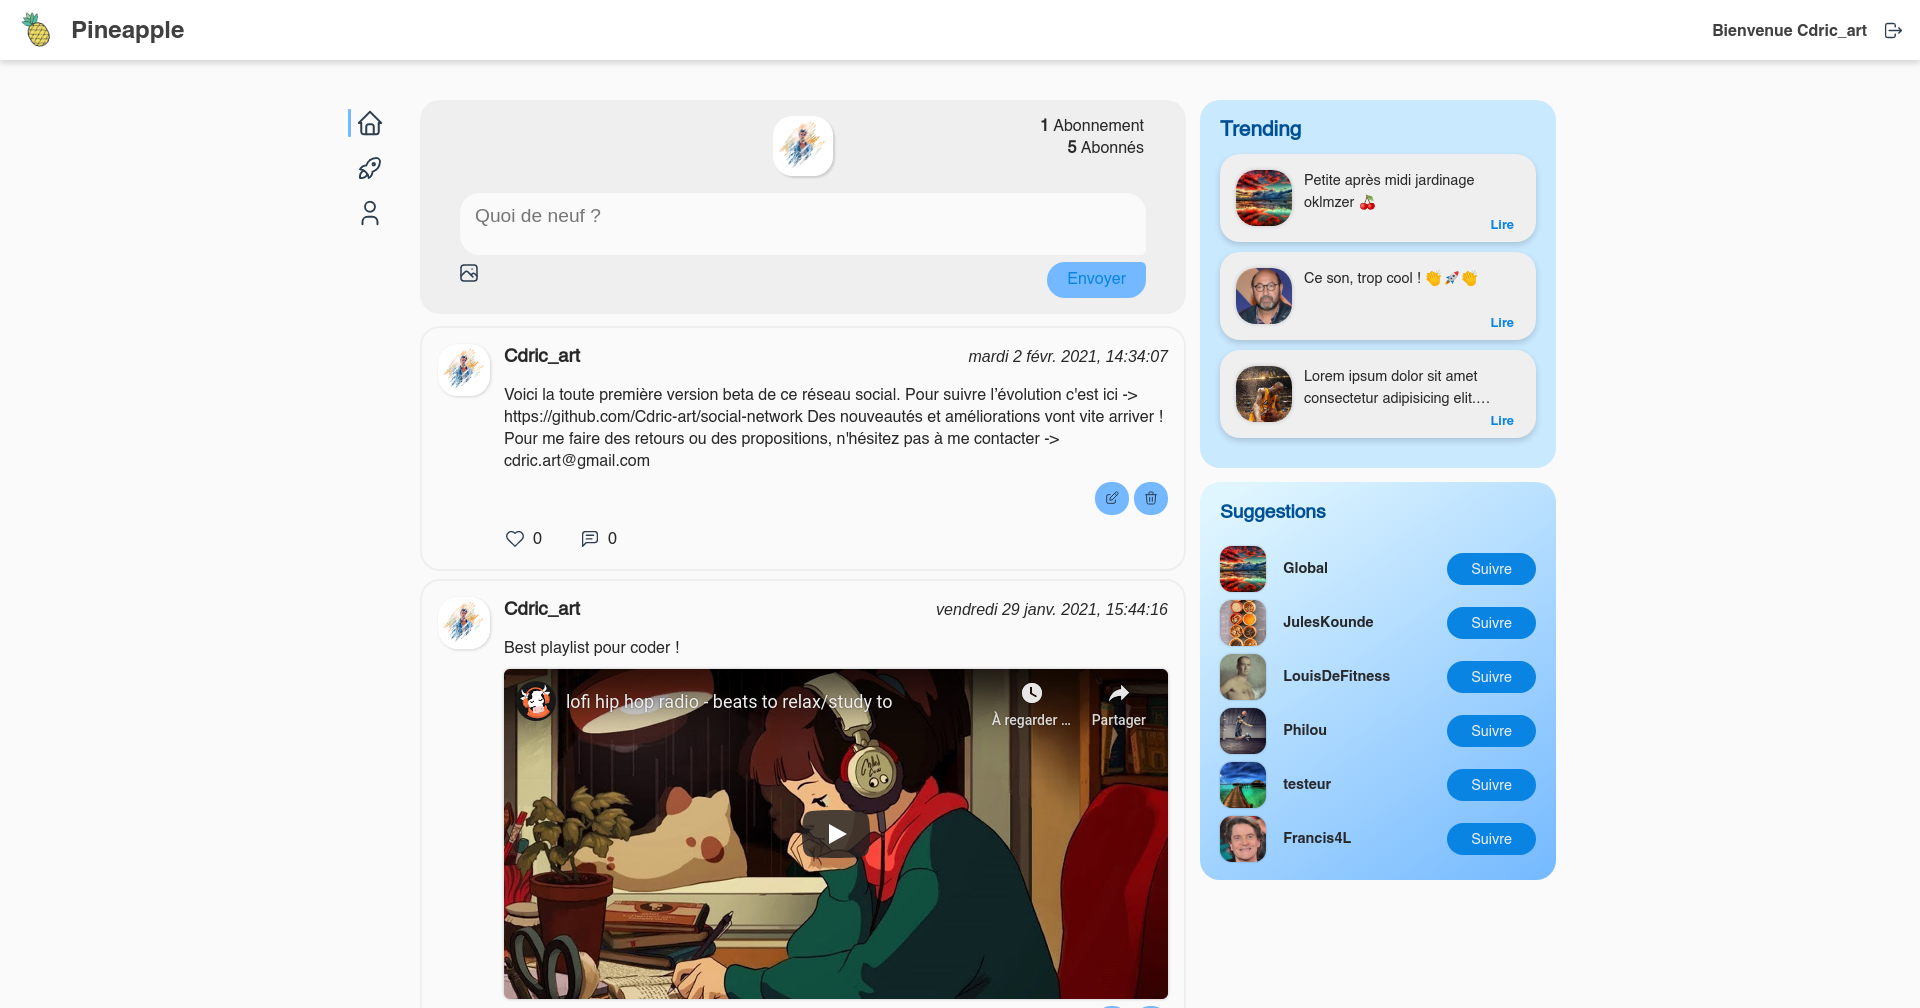 Pineapple
Bienvenue Cdric_art
1 Abonnement
5 Abonnés
Quoi de neuf ?
Envoyer
Cdric_art
mardi 2 févr. 2021, 14:34:07
Voici la toute première version beta de ce réseau social. Pour suivre l'évolution c'est ici ->
https://github.com/Cdric-art/social-network Des nouveautés et améliorations vont vite arriver !
Pour me faire des retours ou des propositions, n'hésitez pas à me contacter ->
cdric.art@gmail.com
0
0
Cdric_art
vendredi 29 janv. 2021, 15:44:16
Best playlist pour coder !
lofi hip hop radio - beats to relax/study to
À regarder ...
Partager
Trending
Petite après midi jardinage
oklmzer 🍒
Lire
Ce son, trop cool ! 👏🚀👏
Lire
Lorem ipsum dolor sit amet
consectetur adipisicing elit.…
Lire
Suggestions
Global
Suivre
JulesKounde
Suivre
LouisDeFitness
Suivre
Philou
Suivre
testeur
Suivre
Francis4L
Suivre